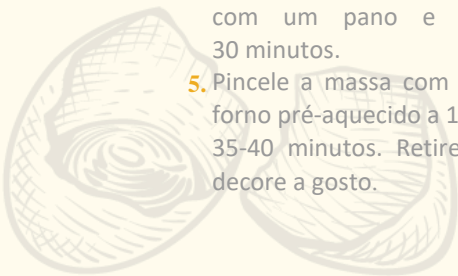 com um pano e
30 minutos.
5. Pincele a massa com
forno pré-aquecido a 1
35-40 minutos. Retire
decore a gosto.